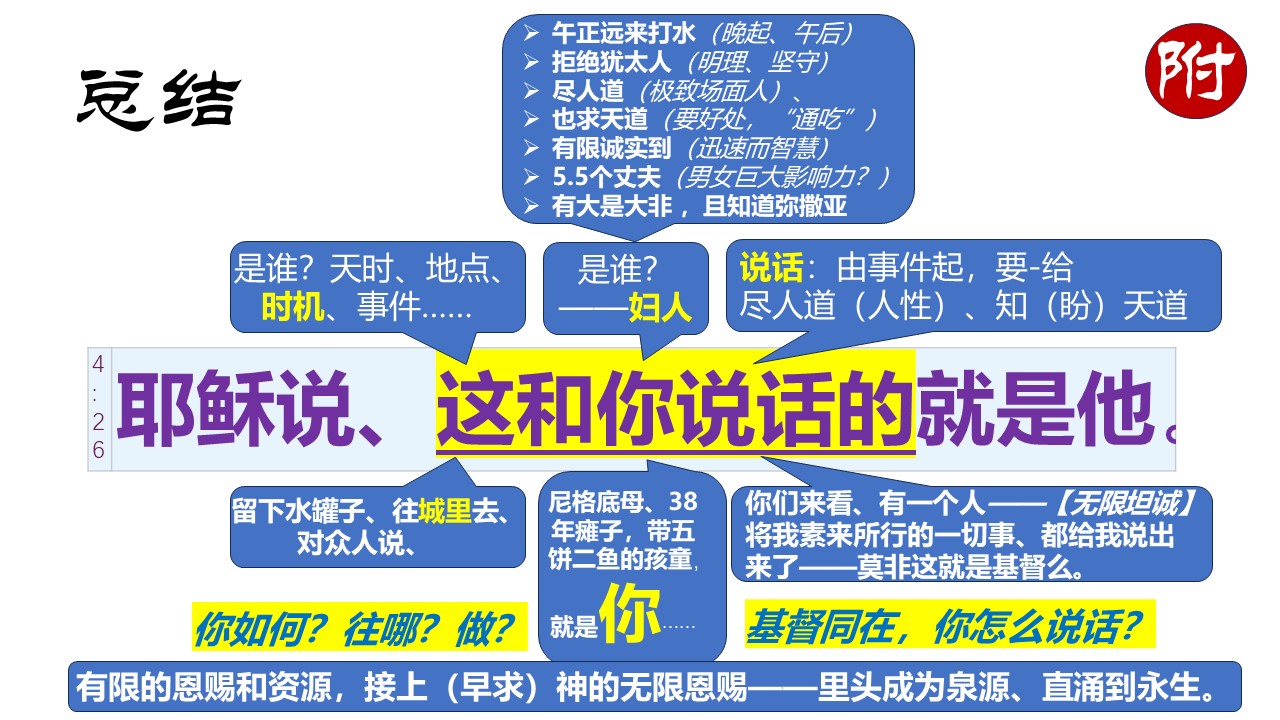 总结
附
午正远来打水（晚起、午后）
拒绝犹太人（明理、坚守）
尽人道（极致场面人）、
也求天道（要好处，“通吃”）
有限诚实到（迅速而智慧）
5.5个丈夫（男女巨大影响力？）
有大是大非，且知道弥撒亚
是谁？天时、地点、
时机、事件……
是谁？
——妇人
说话：由事件起，要-给
尽人道（人性）、知（盼）天道
4:26
耶稣说、这和你说话的就是他。
留下水罐子、往城里去、
对众人说、
尼格底母、38
年瘫子，带五
饼二鱼的孩童，
就是你……
你们来看、有一个人——【无限坦诚】
将我素来所行的一切事、都给我说出
来了——莫非这就是基督么。
你如何？往哪？做？
基督同在，你怎么说话？
有限的恩赐和资源，接上（早求）神的无限恩赐——里头成为泉源、直涌到永生。